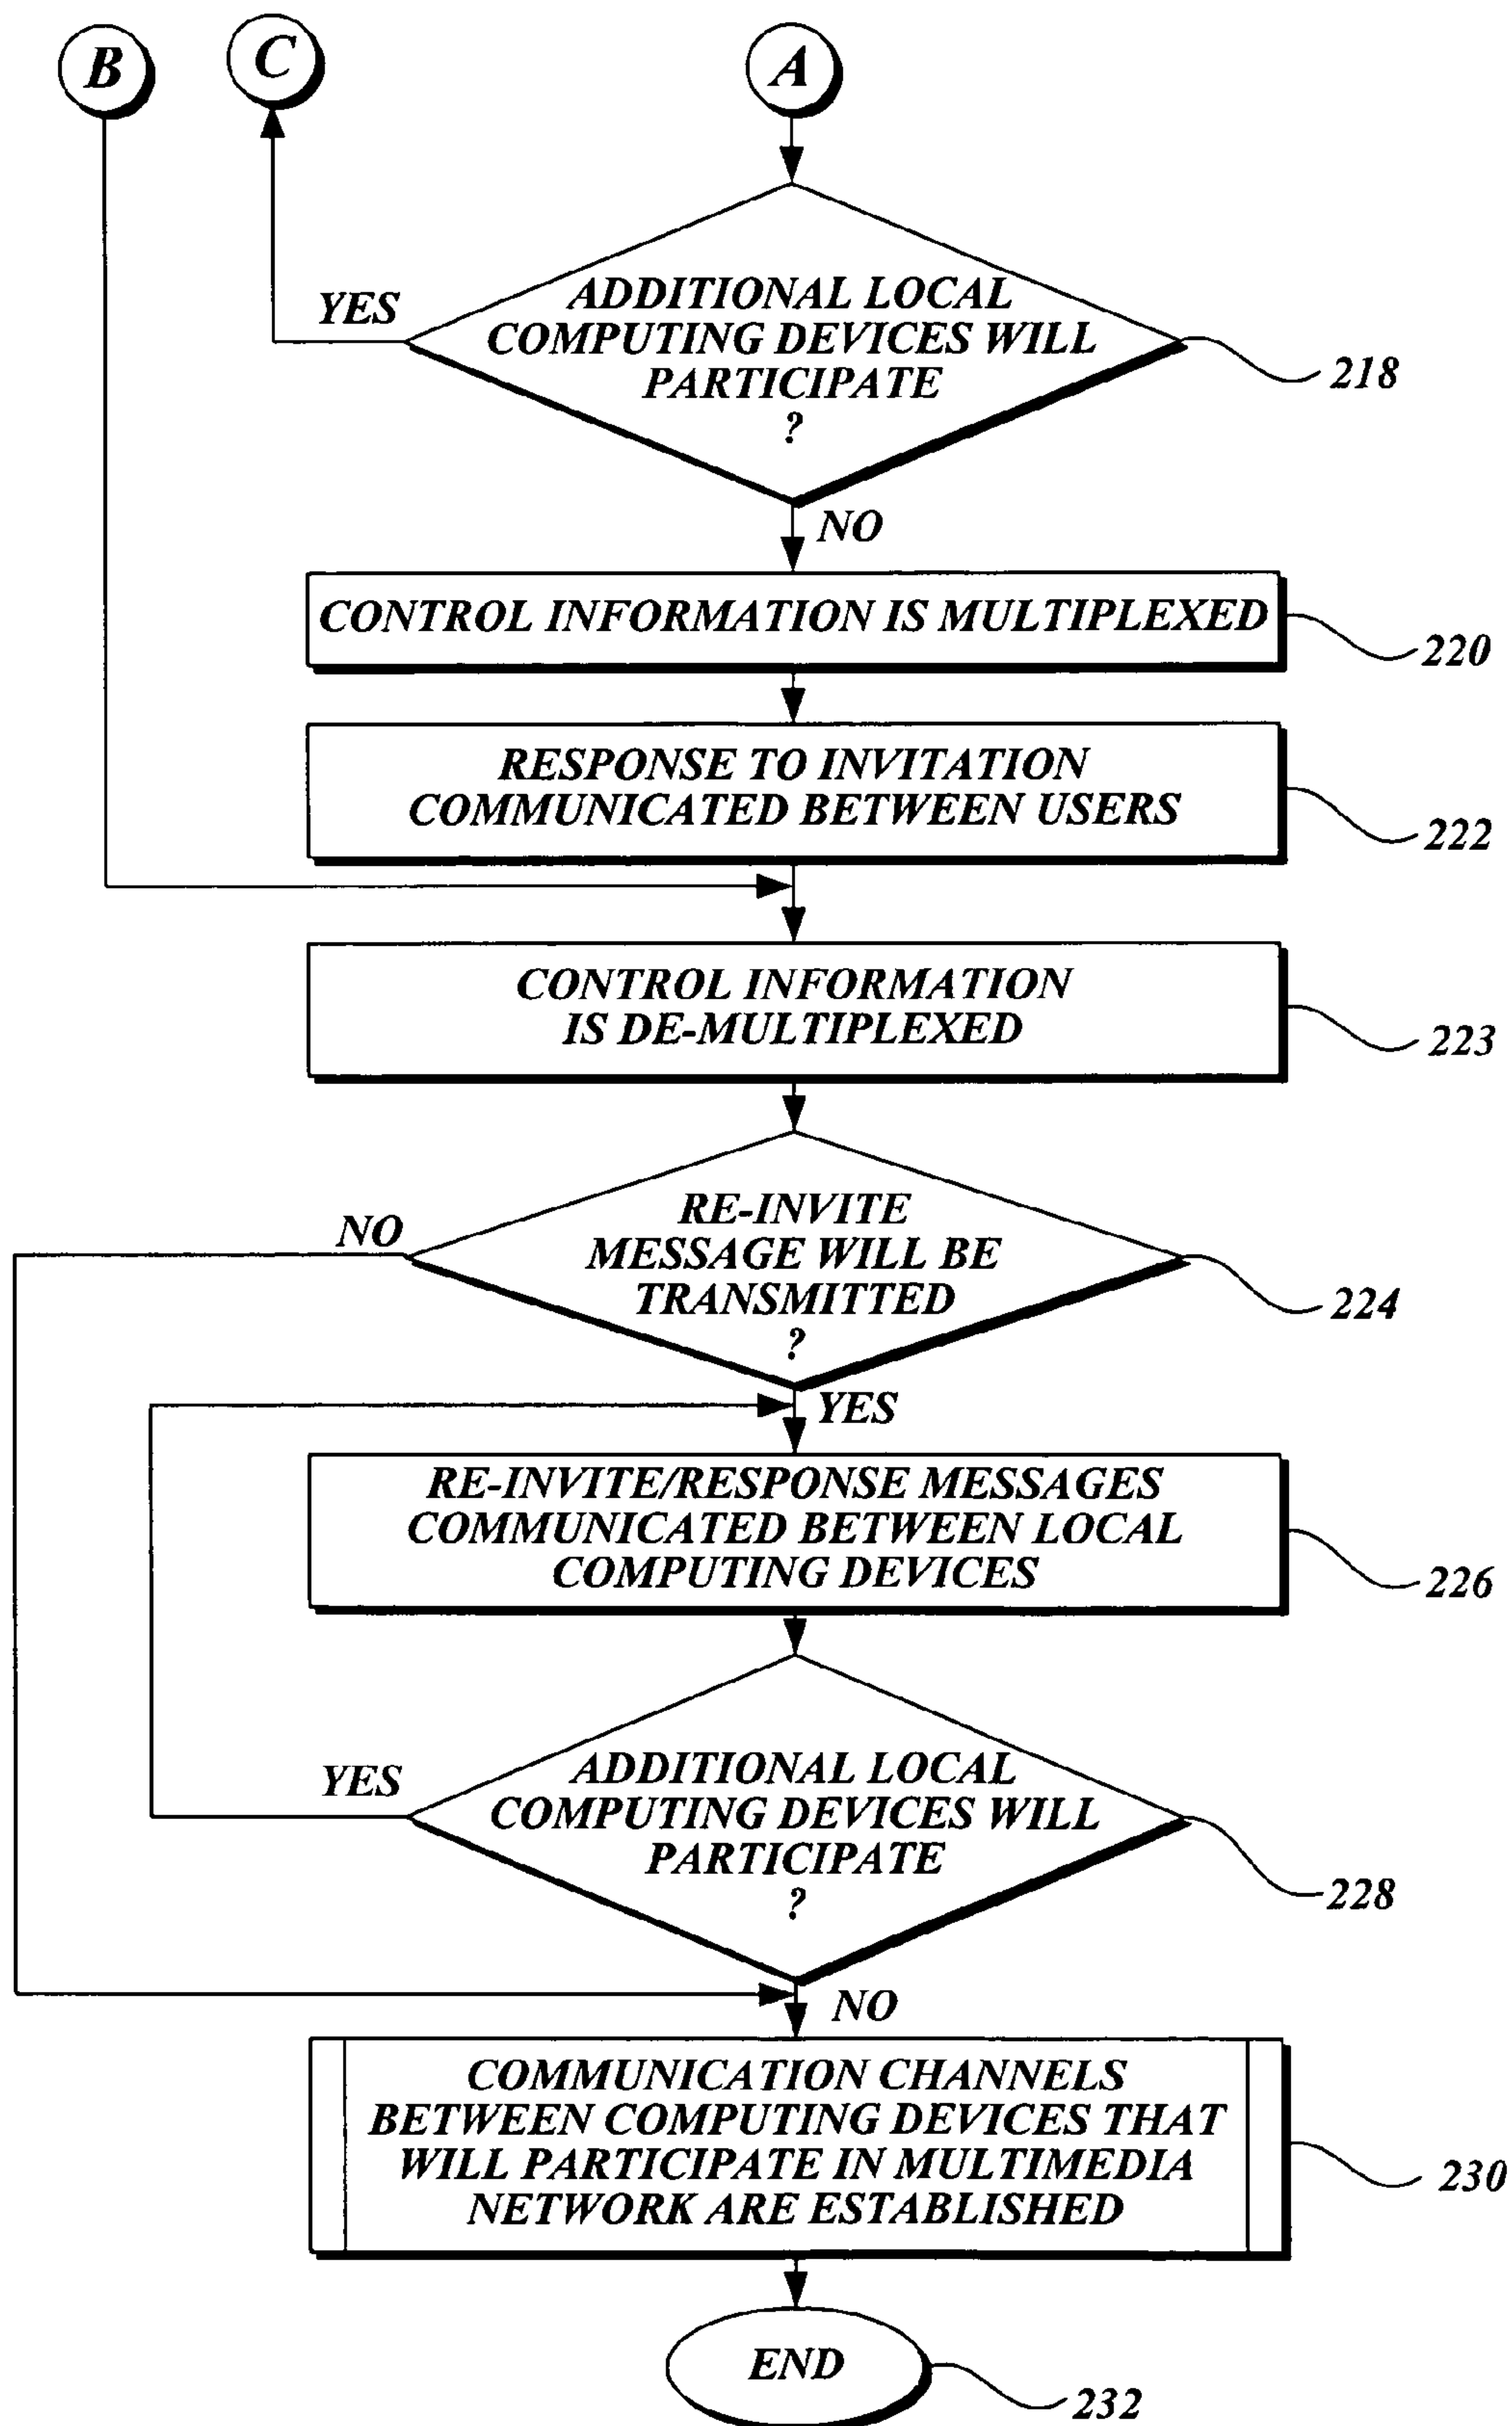 B
C
A
YES
ADDITIONAL LOCAL
COMPUTING DEVICES WILL
PARTICIPATE
?
218
NO
CONTROL INFORMATION IS MULTIPLEXED
220
RESPONSE TO INVITATION
COMMUNICATED BETWEEN USERS
222
CONTROL INFORMATION
IS DE-MULTIPLEXED
223
NO
RE-INVITE
MESSAGE WILL BE
TRANSMITTED
?
224
YES
RE-INVITE/RESPONSE MESSAGES
COMMUNICATED BETWEEN LOCAL
COMPUTING DEVICES
226
YES
ADDITIONAL LOCAL
COMPUTING DEVICES WILL
PARTICIPATE
?
228
NO
COMMUNICATION CHANNELS
BETWEEN COMPUTING DEVICES THAT
WILL PARTICIPATE IN MULTIMEDIA
NETWORK ARE ESTABLISHED
230
END
232